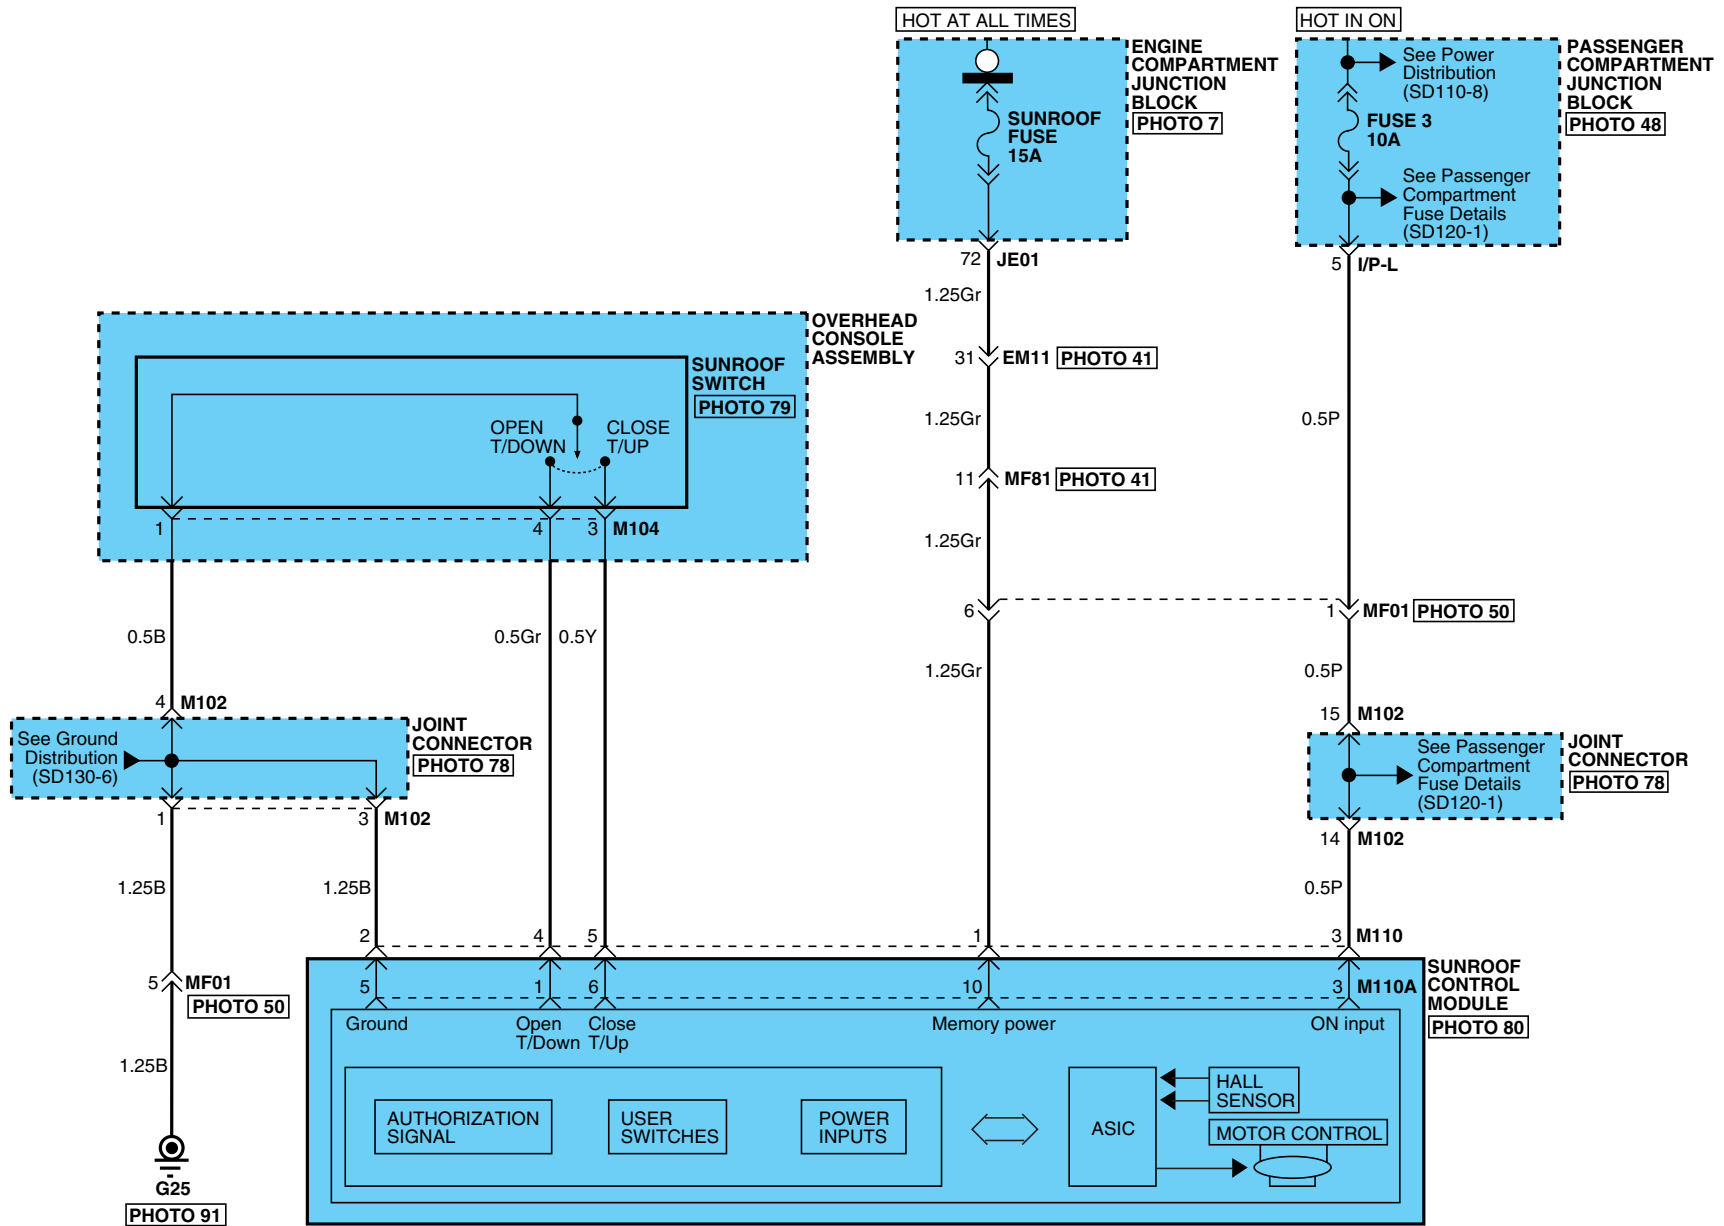 HOT AT ALL TIMES
HOT IN ON
ENGINE
COMPARTMENT
JUNCTION
BLOCK
PHOTO 7
SUNROOF
FUSE
15A
See Power
Distribution
(SD110-8)
FUSE 3
10A
See Passenger
Compartment
Fuse Details
(SD120-1)
PASSENGER
COMPARTMENT
JUNCTION
BLOCK
PHOTO 48
72 JE01
5 I/P-L
1.25Gr
31 EM11 PHOTO 41
1.25Gr
0.5P
11 MF81 PHOTO 41
1.25Gr
6
1 MF01 PHOTO 50
1.25Gr
0.5P
OVERHEAD
CONSOLE
ASSEMBLY
SUNROOF
SWITCH
PHOTO 79
OPEN
T/DOWN
CLOSE
T/UP
1
4
3 M104
0.5B
0.5Gr
0.5Y
4 M102
See Ground
Distribution
(SD130-6)
JOINT
CONNECTOR
PHOTO 78
1
3 M102
15 M102
See Passenger
Compartment
Fuse Details
(SD120-1)
JOINT
CONNECTOR
PHOTO 78
14 M102
1.25B
1.25B
0.5P
2
4
5
1
3 M110
5 MF01
PHOTO 50
1.25B
G25
PHOTO 91
5
1
6
10
3 M110A
SUNROOF
CONTROL
MODULE
PHOTO 80
Ground
Open
T/Down
Close
T/Up
Memory power
ON input
AUTHORIZATION
SIGNAL
USER
SWITCHES
POWER
INPUTS
ASIC
HALL
SENSOR
MOTOR CONTROL